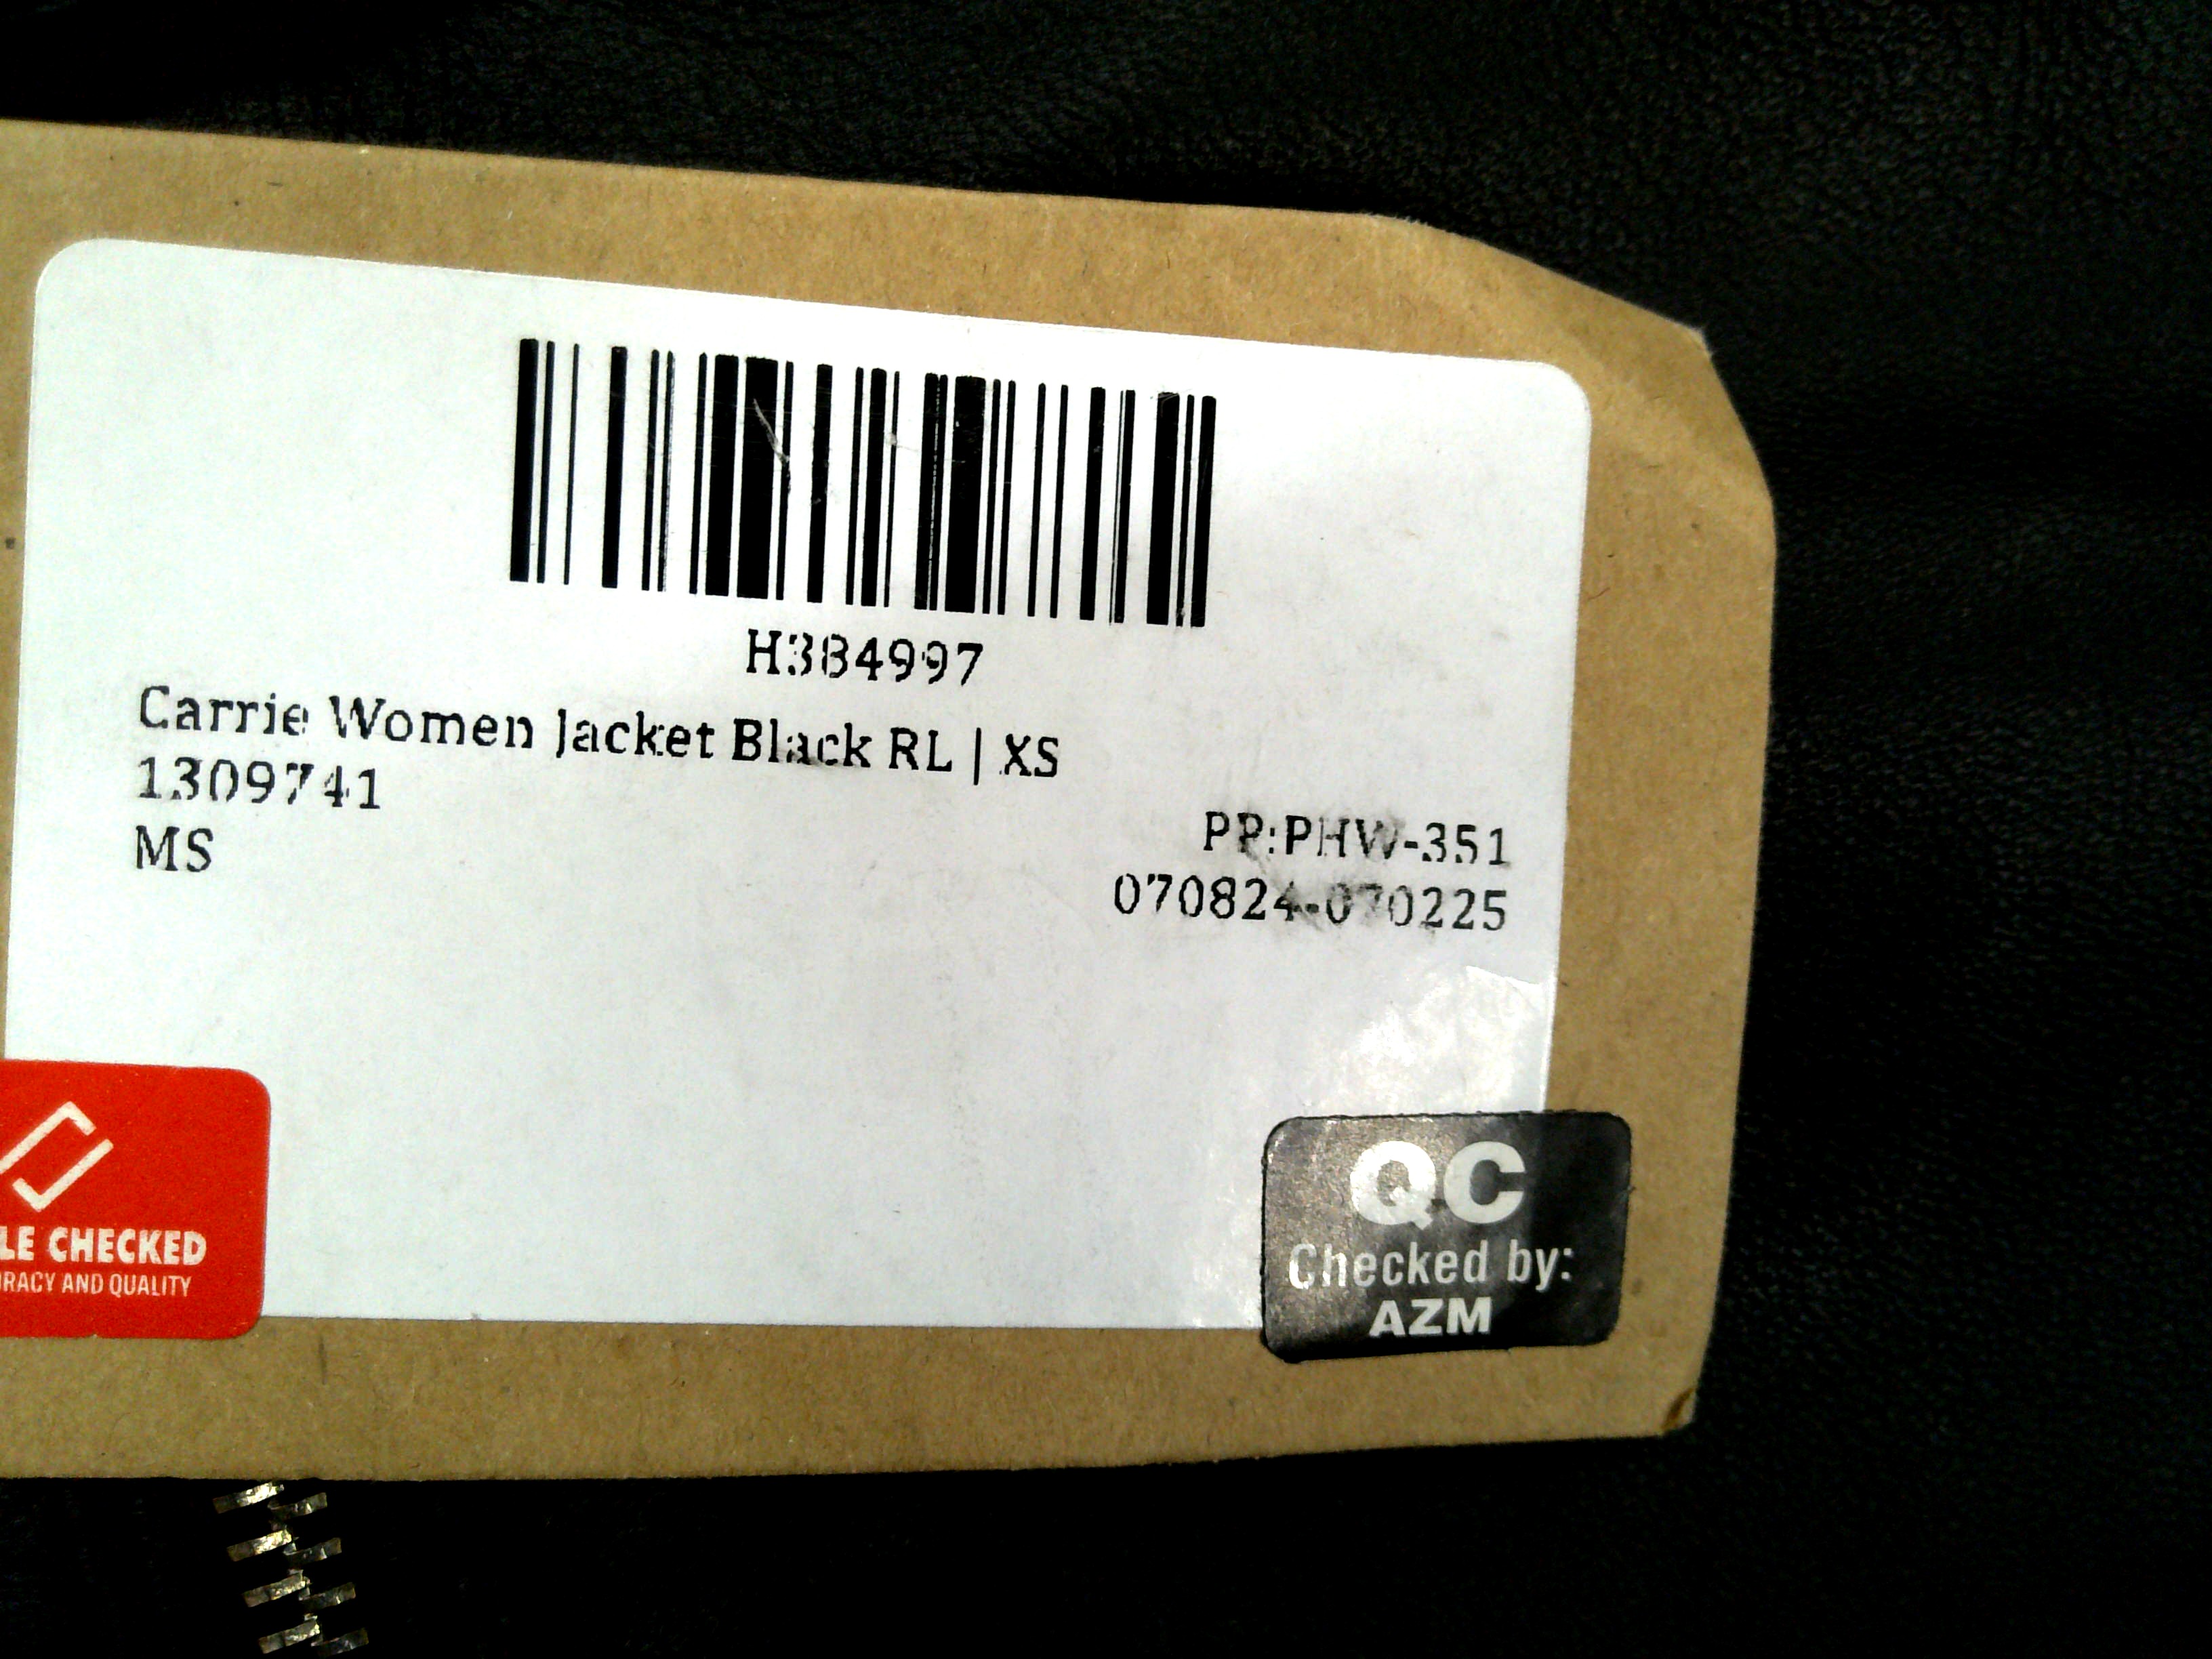 H384997
Carrie Women Jacket Black RL | XS
1309741
MS
PP:PHW-351
070824-070225
LE CHECKED
RACY AND QUALITY
QC
Checked by:
AZM